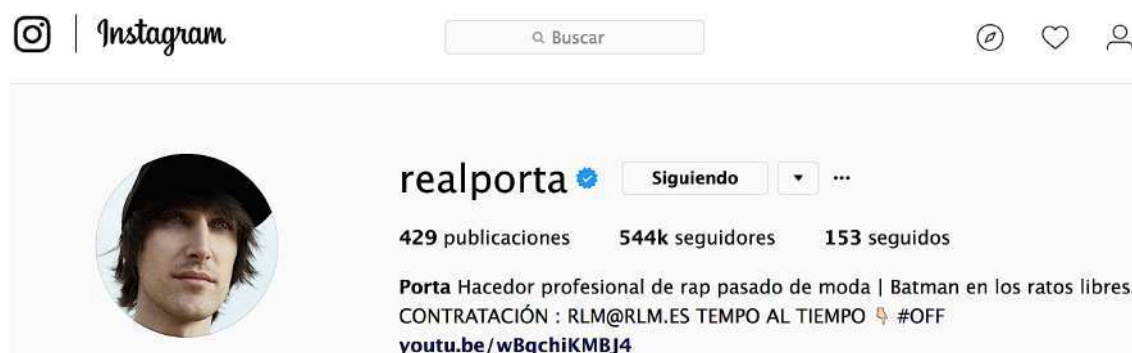 Instagram
Buscar
realporta Siguiendo ▼ ...
429 publicaciones 544k seguidores 153 seguidos
Porta Hacedor profesional de rap pasado de moda | Batman en los ratos libres.
CONTRATACIÓN : RLM@RLM.ES TEMPO AL TIEMPO 👇🏼 #OFF
youtu.be/wBqchiKMBJ4